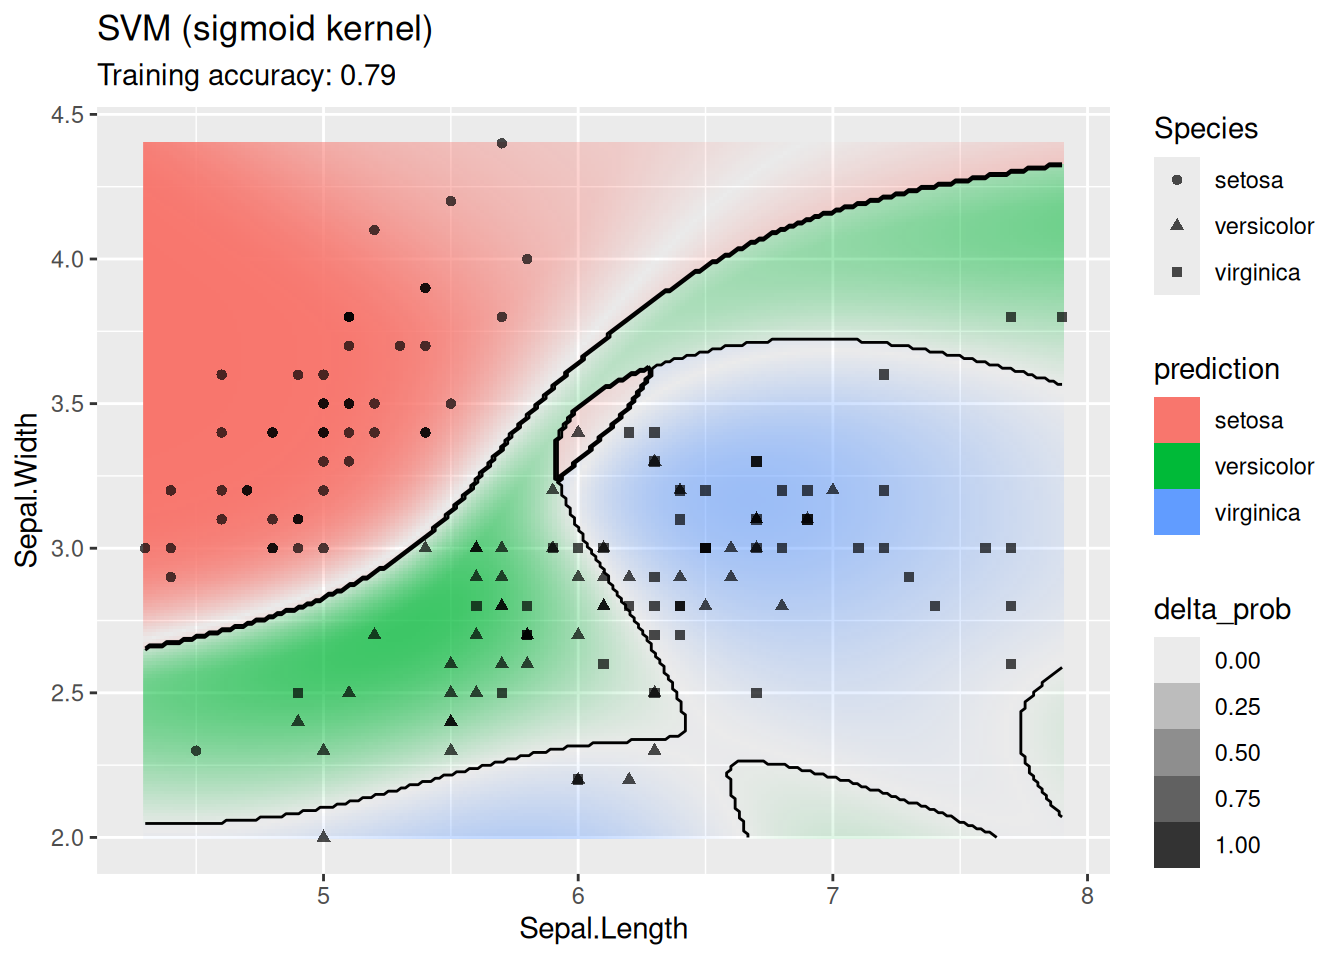 SVM (sigmoid kernel)
Training accuracy: 0.79
4.5
4.0
3.5
3.0
2.5
2.0
Sepal.Width
5
6
7
8
Sepal.Length
Species
setosa
versicolor
virginica
prediction
setosa
versicolor
virginica
delta_prob
0.00
0.25
0.50
0.75
1.00